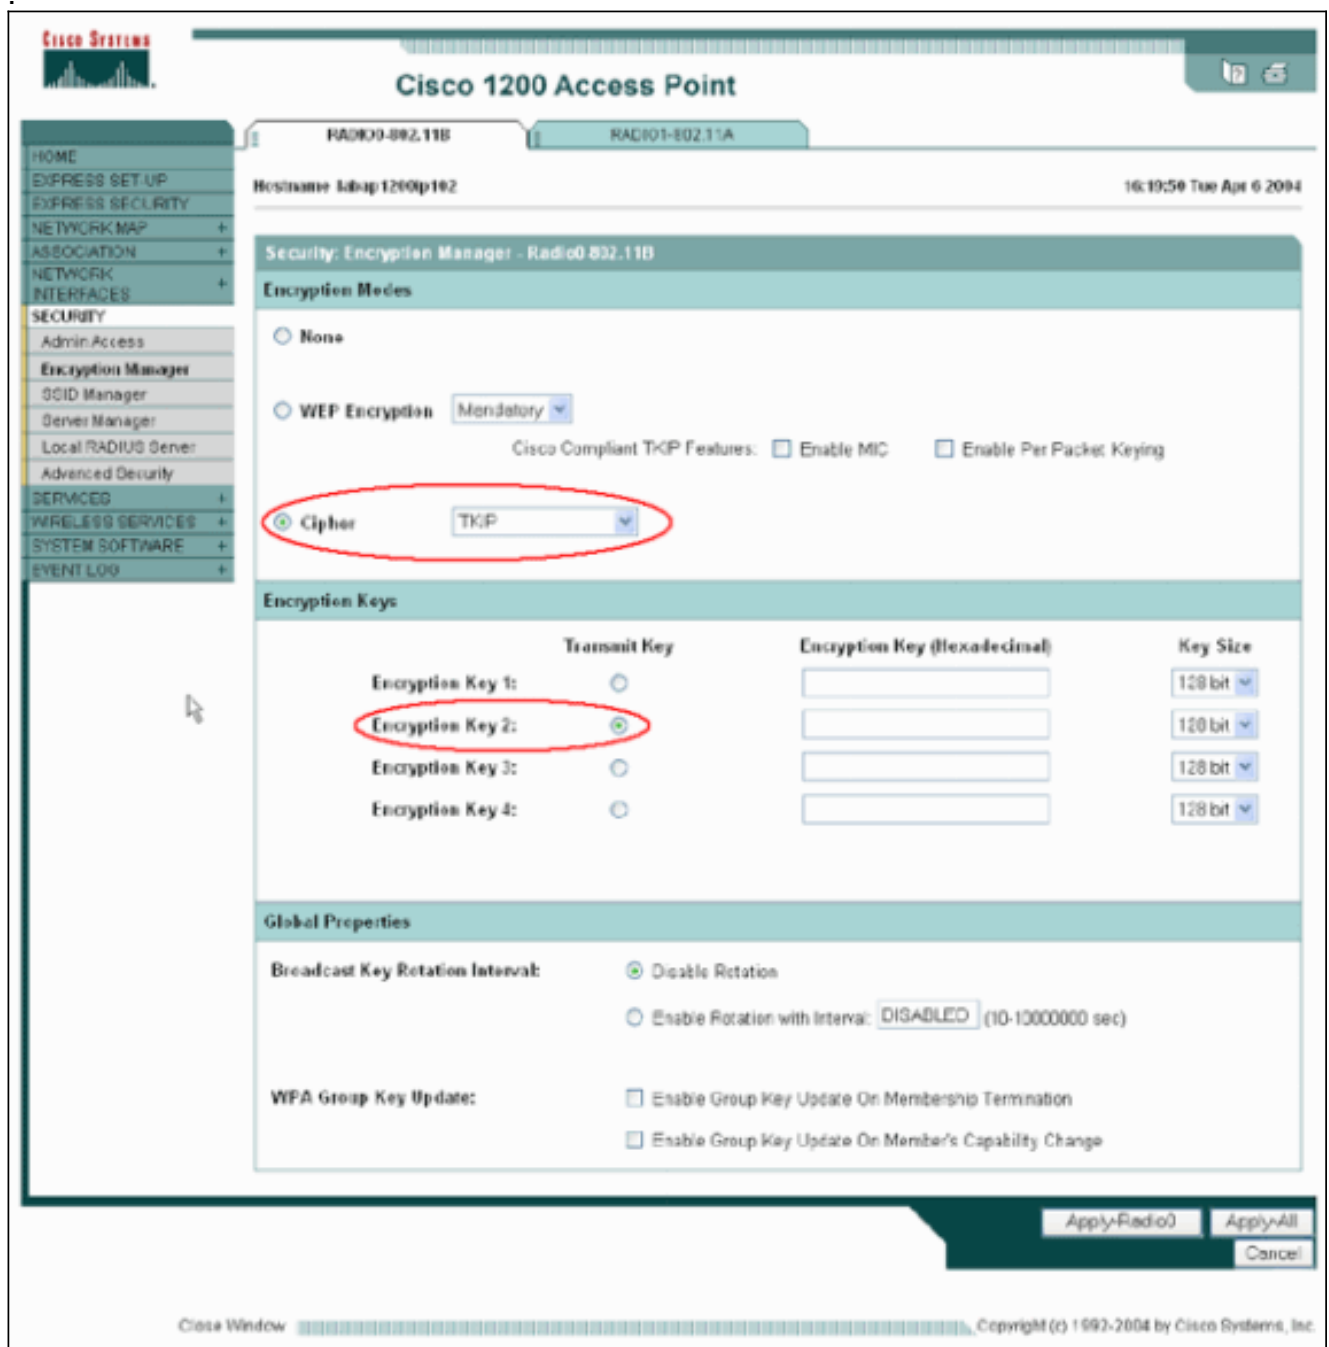 CISCO SYSTEMS
Cisco 1200 Access Point
RADIO0-802.11B
RADIO1-802.11A
HOME
EXPRESS SET-UP
EXPRESS SECURITY
NETWORK MAP +
ASSOCIATION +
NETWORK
INTERFACES +
SECURITY
Admin Access
Encryption Manager
SSID Manager
Server Manager
Local RADIUS Server
Advanced Security
SERVICES +
WIRELESS SERVICES +
SYSTEM SOFTWARE +
EVENT LOG +
Hostname labap1200ip102
16:19:50 Tue Apr 6 2004
Security: Encryption Manager - Radio0-802.11B
Encryption Modes
None
WEP Encryption Mandatory
Cisco Compliant TKIP Features: Enable MIC Enable Per Packet Keying
Cipher TKIP
Encryption Keys
Transmit Key Encryption Key (Hexadecimal) Key Size
Encryption Key 1: 128 bit
Encryption Key 2: 128 bit
Encryption Key 3: 128 bit
Encryption Key 4: 128 bit
Global Properties
Broadcast Key Rotation Interval: Disable Rotation
Enable Rotation with Interval: DISABLED (10-10000000 sec)
WPA Group Key Update: Enable Group Key Update On Membership Termination
Enable Group Key Update On Member's Capability Change
Apply-Radio0 Apply-All
Cancel
Close Window
Copyright (c) 1992-2004 by Cisco Systems, Inc.